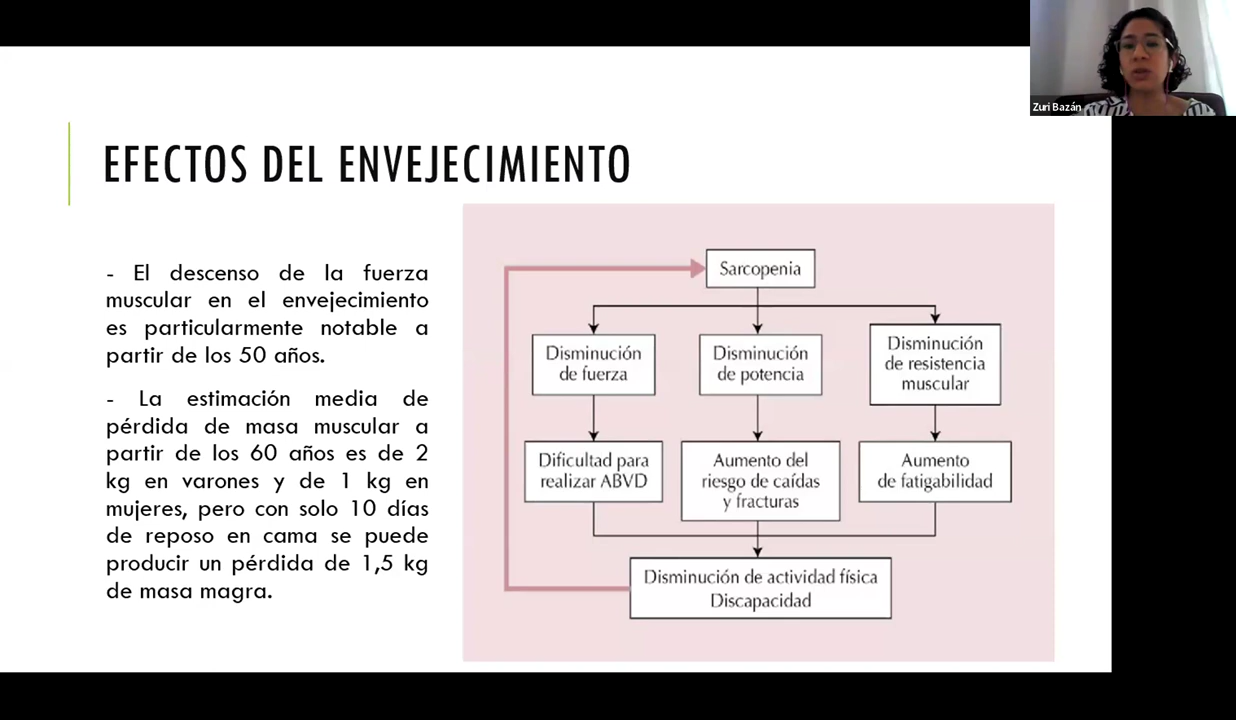 Zuri Bazán
EFECTOS DEL ENVEJECIMIENTO
- El descenso de la fuerza
muscular en el envejecimiento
es particularmente notable a
partir de los 50 años.
- La estimación media de
pérdida de masa muscular a
partir de los 60 años es de 2
kg en varones y de 1 kg en
mujeres, pero con solo 10 días
de reposo en cama se puede
producir un pérdida de 1,5 kg
de masa magra.
Sarcopenia
Disminución
de fuerza
Disminución
de potencia
Disminución
de resistencia
muscular
Dificultad para
realizar ABVD
Aumento del
riesgo de caídas
y fracturas
Aumento
de fatigabilidad
Disminución de actividad física
Discapacidad